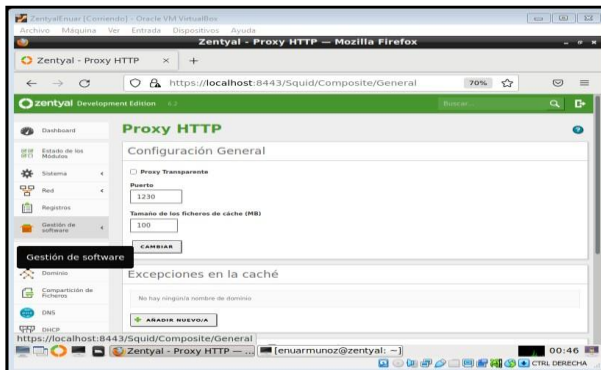 ZentyalEnuar [Corriendo] - Oracle VM VirtualBox
Archivo Máquina Ver Entrada Dispositivos Ayuda
Zentyal - Proxy HTTP — Mozilla Firefox
Zentyal - Proxy HTTP × +
https://localhost:8443/Squid/Composite/General 70%
zentyal Development Edition 6.2
Buscar...
Dashboard
Estado de los Módulos
Sistema
Red
Registros
Gestión de software
Gestión de software
Dominio
Compartición de Ficheros
DNS
DHCP
Proxy HTTP
Configuración General
Proxy Transparente
Puerto
1230
Tamaño de los ficheros de cáche (MB)
100
CAMBIAR
Excepciones en la caché
No hay ningún/a nombre de dominio
+ AÑADIR NUEVO/A
https://localhost:8443/Squid/Composite/General
Zentyal - Proxy HTTP — ... [enuarmunoz@zentyal: ~] 00:46
CTRL DERECHA